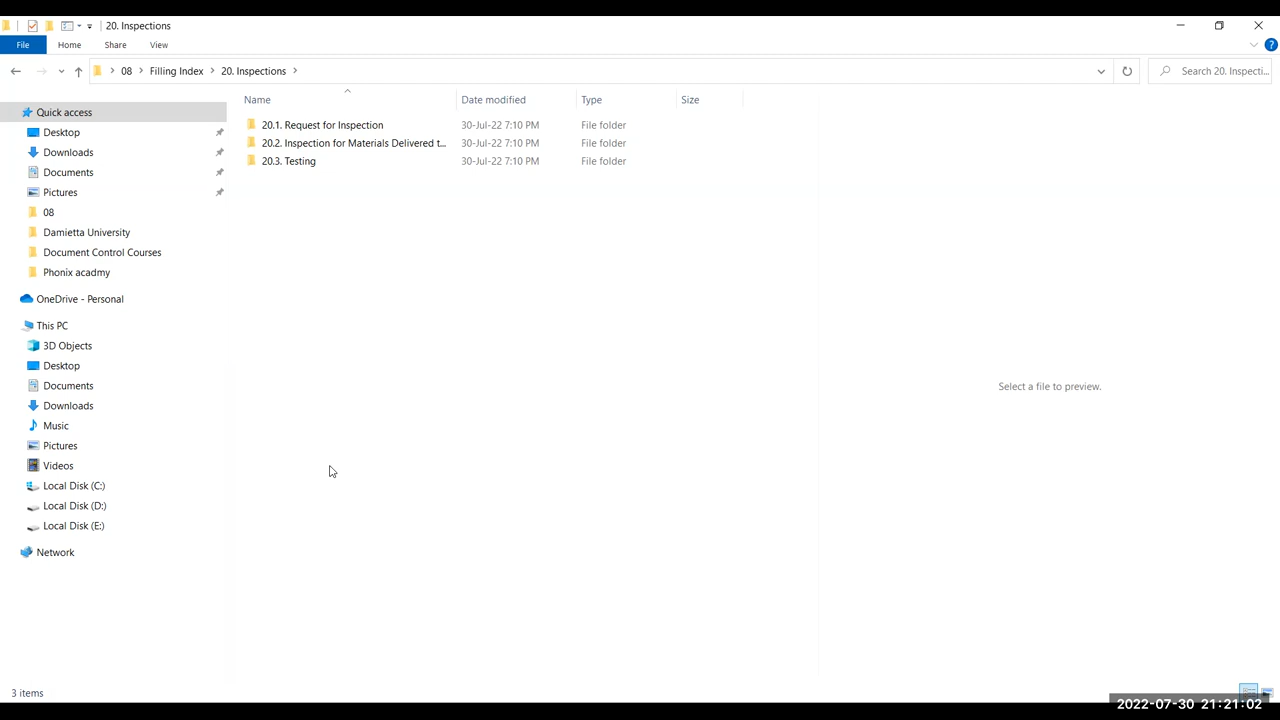 20. Inspections
File
Home
Share
View
08
Filling Index
20. Inspections
Search 20. Inspecti...
Name
Date modified
Type
Size
20.1. Request for Inspection
30-Jul-22 7:10 PM
File folder
20.2. Inspection for Materials Delivered t...
30-Jul-22 7:10 PM
File folder
20.3. Testing
30-Jul-22 7:10 PM
File folder
Quick access
Desktop
Downloads
Documents
Pictures
08
Damietta University
Document Control Courses
Phonix acadmy
OneDrive - Personal
This PC
3D Objects
Desktop
Documents
Downloads
Music
Pictures
Videos
Local Disk (C:)
Local Disk (D:)
Local Disk (E:)
Network
Select a file to preview.
3 items
2022-07-30 21:21:02